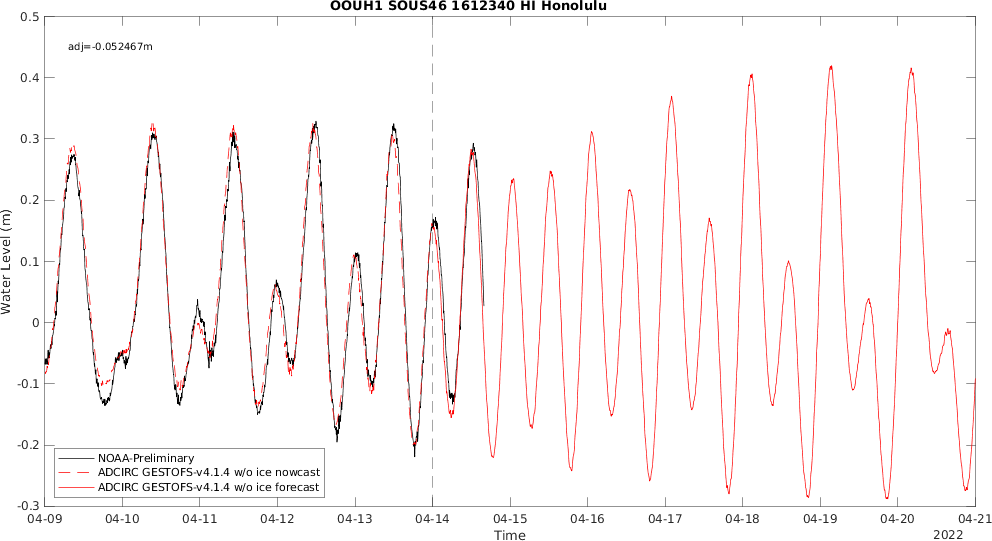 OOUH1 SOUS46 1612340 HI Honolulu
adj=-0.052467m
0.5
0.4
0.3
0.2
0.1
0
-0.1
-0.2
-0.3
Water Level (m)
NOAA-Preliminary
ADCIRC GESTOFS-v4.1.4 w/o ice nowcast
ADCIRC GESTOFS-v4.1.4 w/o ice forecast
04-09 04-10 04-11 04-12 04-13 04-14 04-15 04-16 04-17 04-18 04-19 04-20 04-21
Time
2022